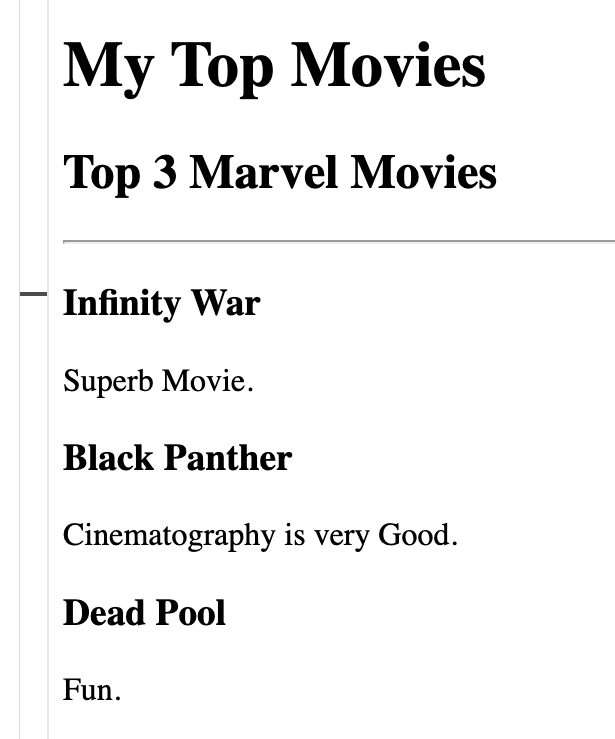 My Top Movies
Top 3 Marvel Movies
Infinity War
Superb Movie.
Black Panther
Cinematography is very Good.
Dead Pool
Fun.